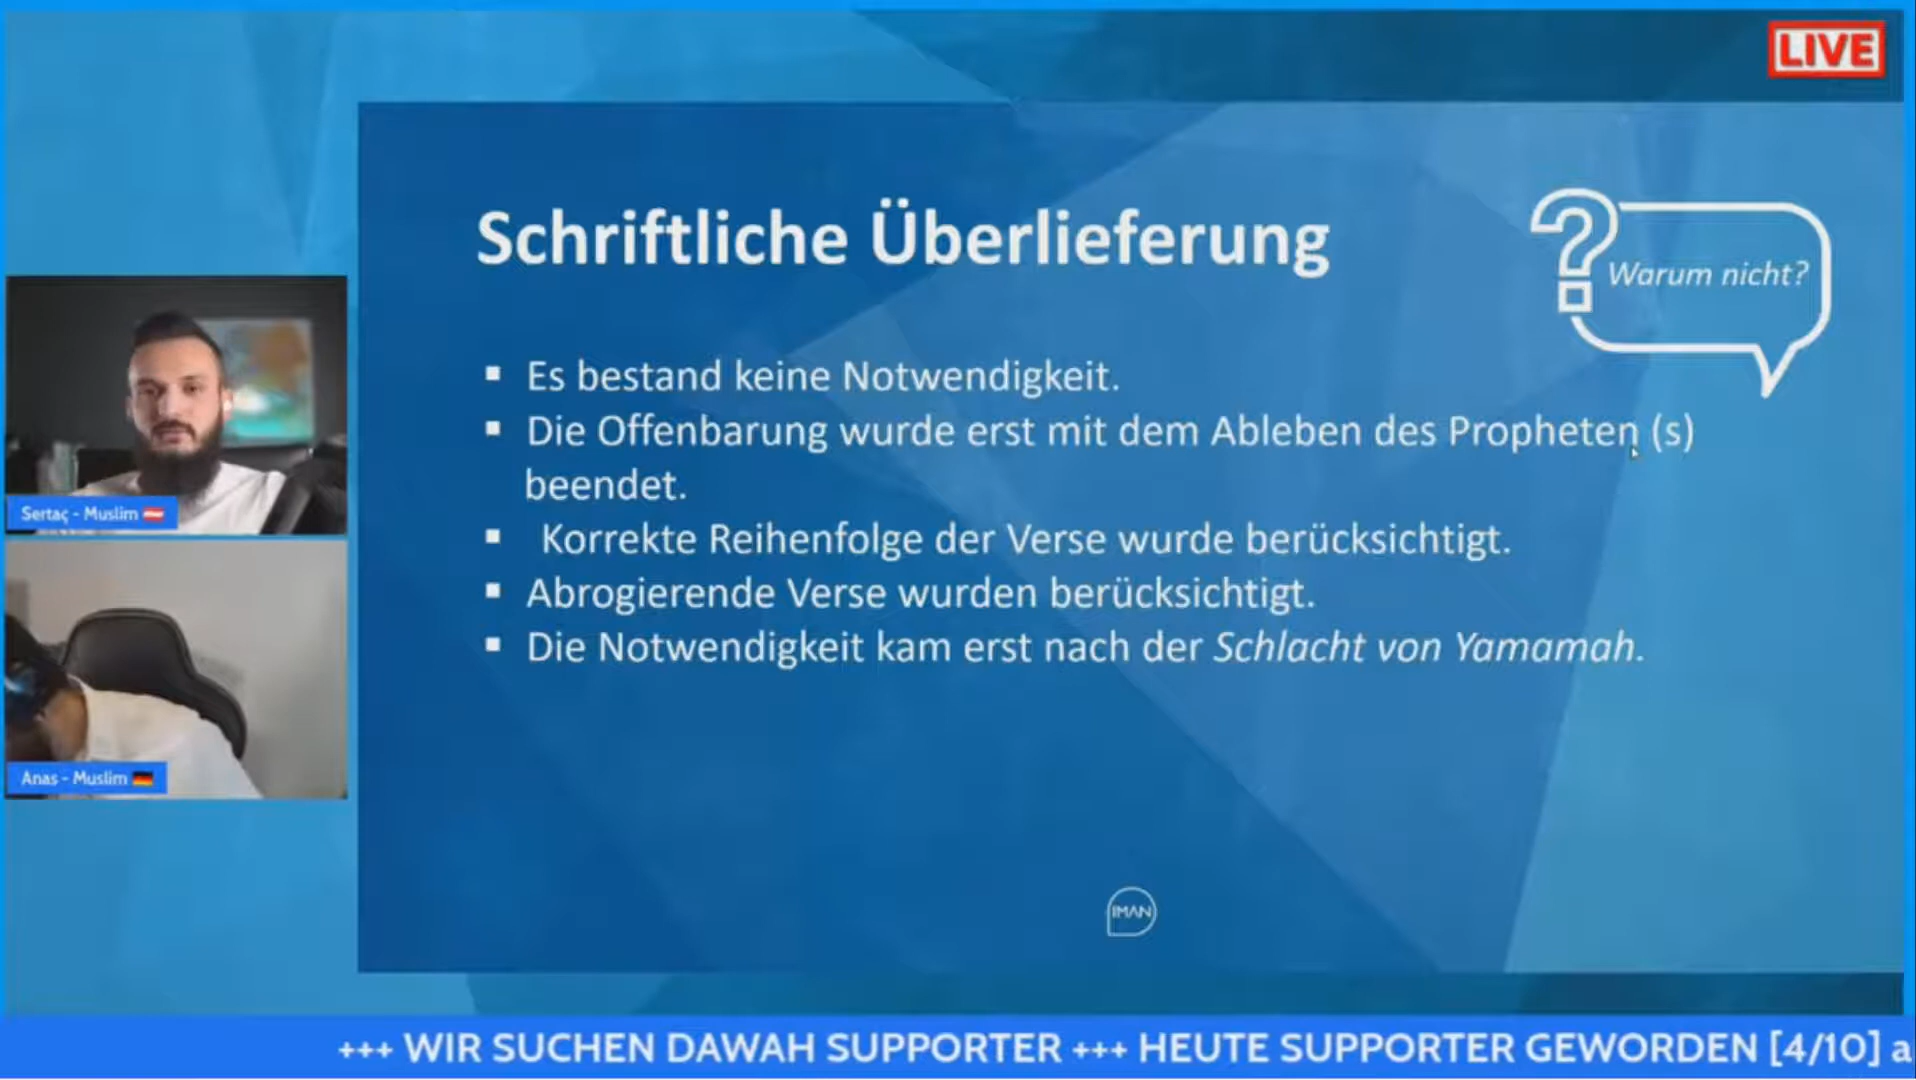 LIVE
Schriftliche Überlieferung
Warum nicht?
▪ Es bestand keine Notwendigkeit.
▪ Die Offenbarung wurde erst mit dem Ableben des Propheten (s)
beendet.
▪ Korrekte Reihenfolge der Verse wurde berücksichtigt.
▪ Abrogierende Verse wurden berücksichtigt.
▪ Die Notwendigkeit kam erst nach der Schlacht von Yamamah.
Sertaç - Muslim
Anas - Muslim
IMAN
+++ WIR SUCHEN DAWAH SUPPORTER +++ HEUTE SUPPORTER GEWORDEN [4/10] a